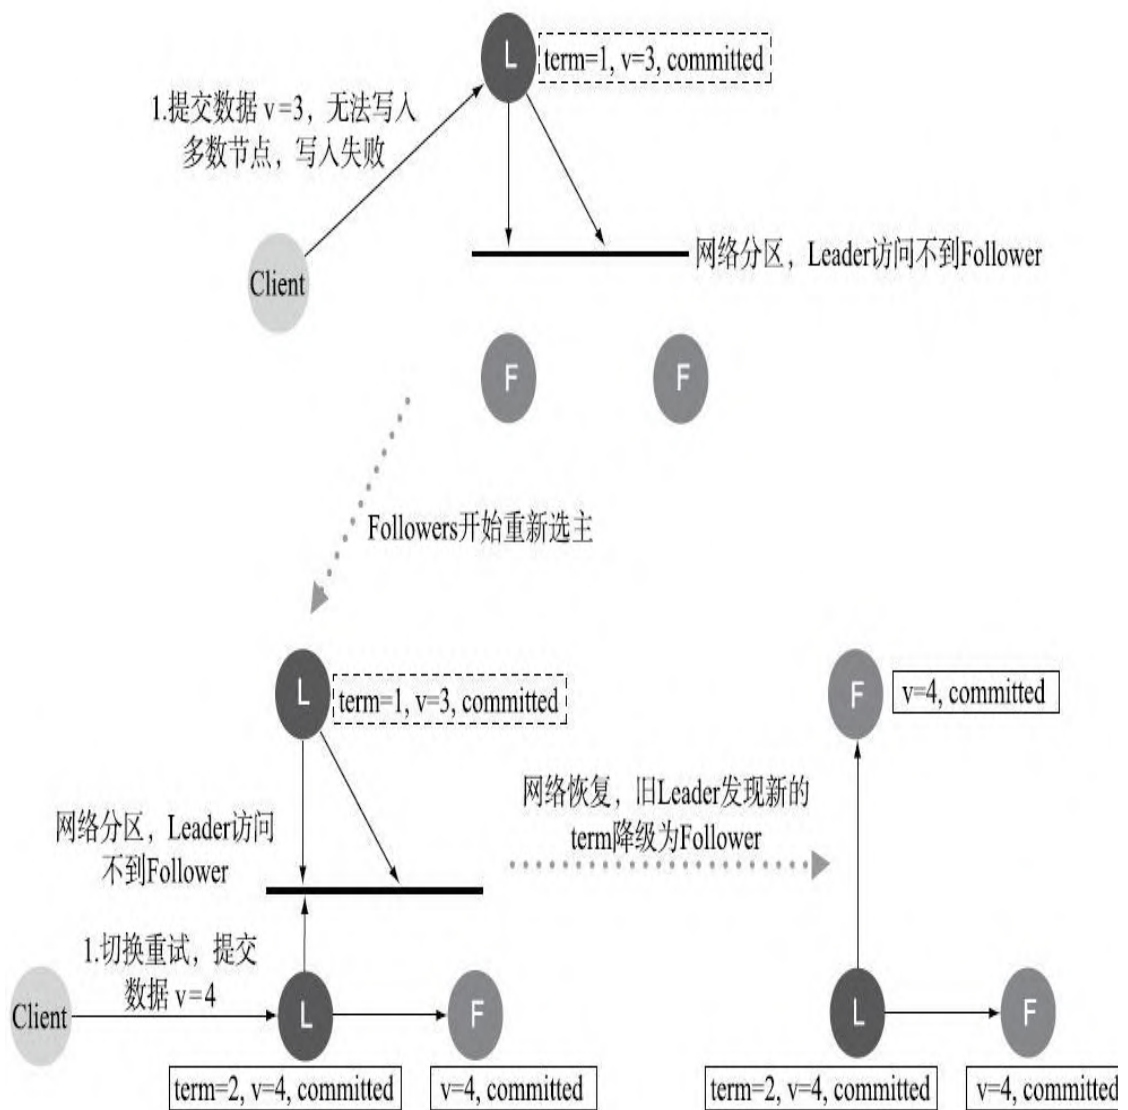 L
term=1, v=3, committed
1.提交数据 v=3，无法写入
多数节点，写入失败
网络分区，Leader访问不到Follower
Client
F
F
Followers开始重新选主
L
term=1, v=3, committed
网络分区，Leader访问
不到Follower
1.切换重试，提交
数据 v=4
Client
L
F
term=2, v=4, committed
v=4, committed
网络恢复，旧Leader发现新的
term降级为Follower
F
v=4, committed
L
F
term=2, v=4, committed
v=4, committed